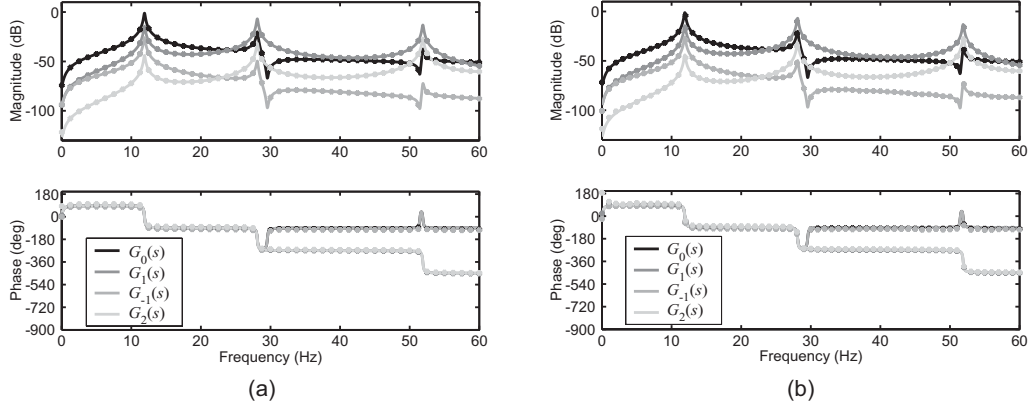 0
-50
-100
Magnitude (dB)
0 10 20 30 40 50 60
180
0
-180
-360
-540
-720
-900
Phase (deg)
G0(s)
G1(s)
G-1(s)
G2(s)
0 10 20 30 40 50 60
Frequency (Hz)
(a)
0
-50
-100
Magnitude (dB)
0 10 20 30 40 50 60
180
0
-180
-360
-540
-720
-900
Phase (deg)
G0(s)
G1(s)
G-1(s)
G2(s)
0 10 20 30 40 50 60
Frequency (Hz)
(b)